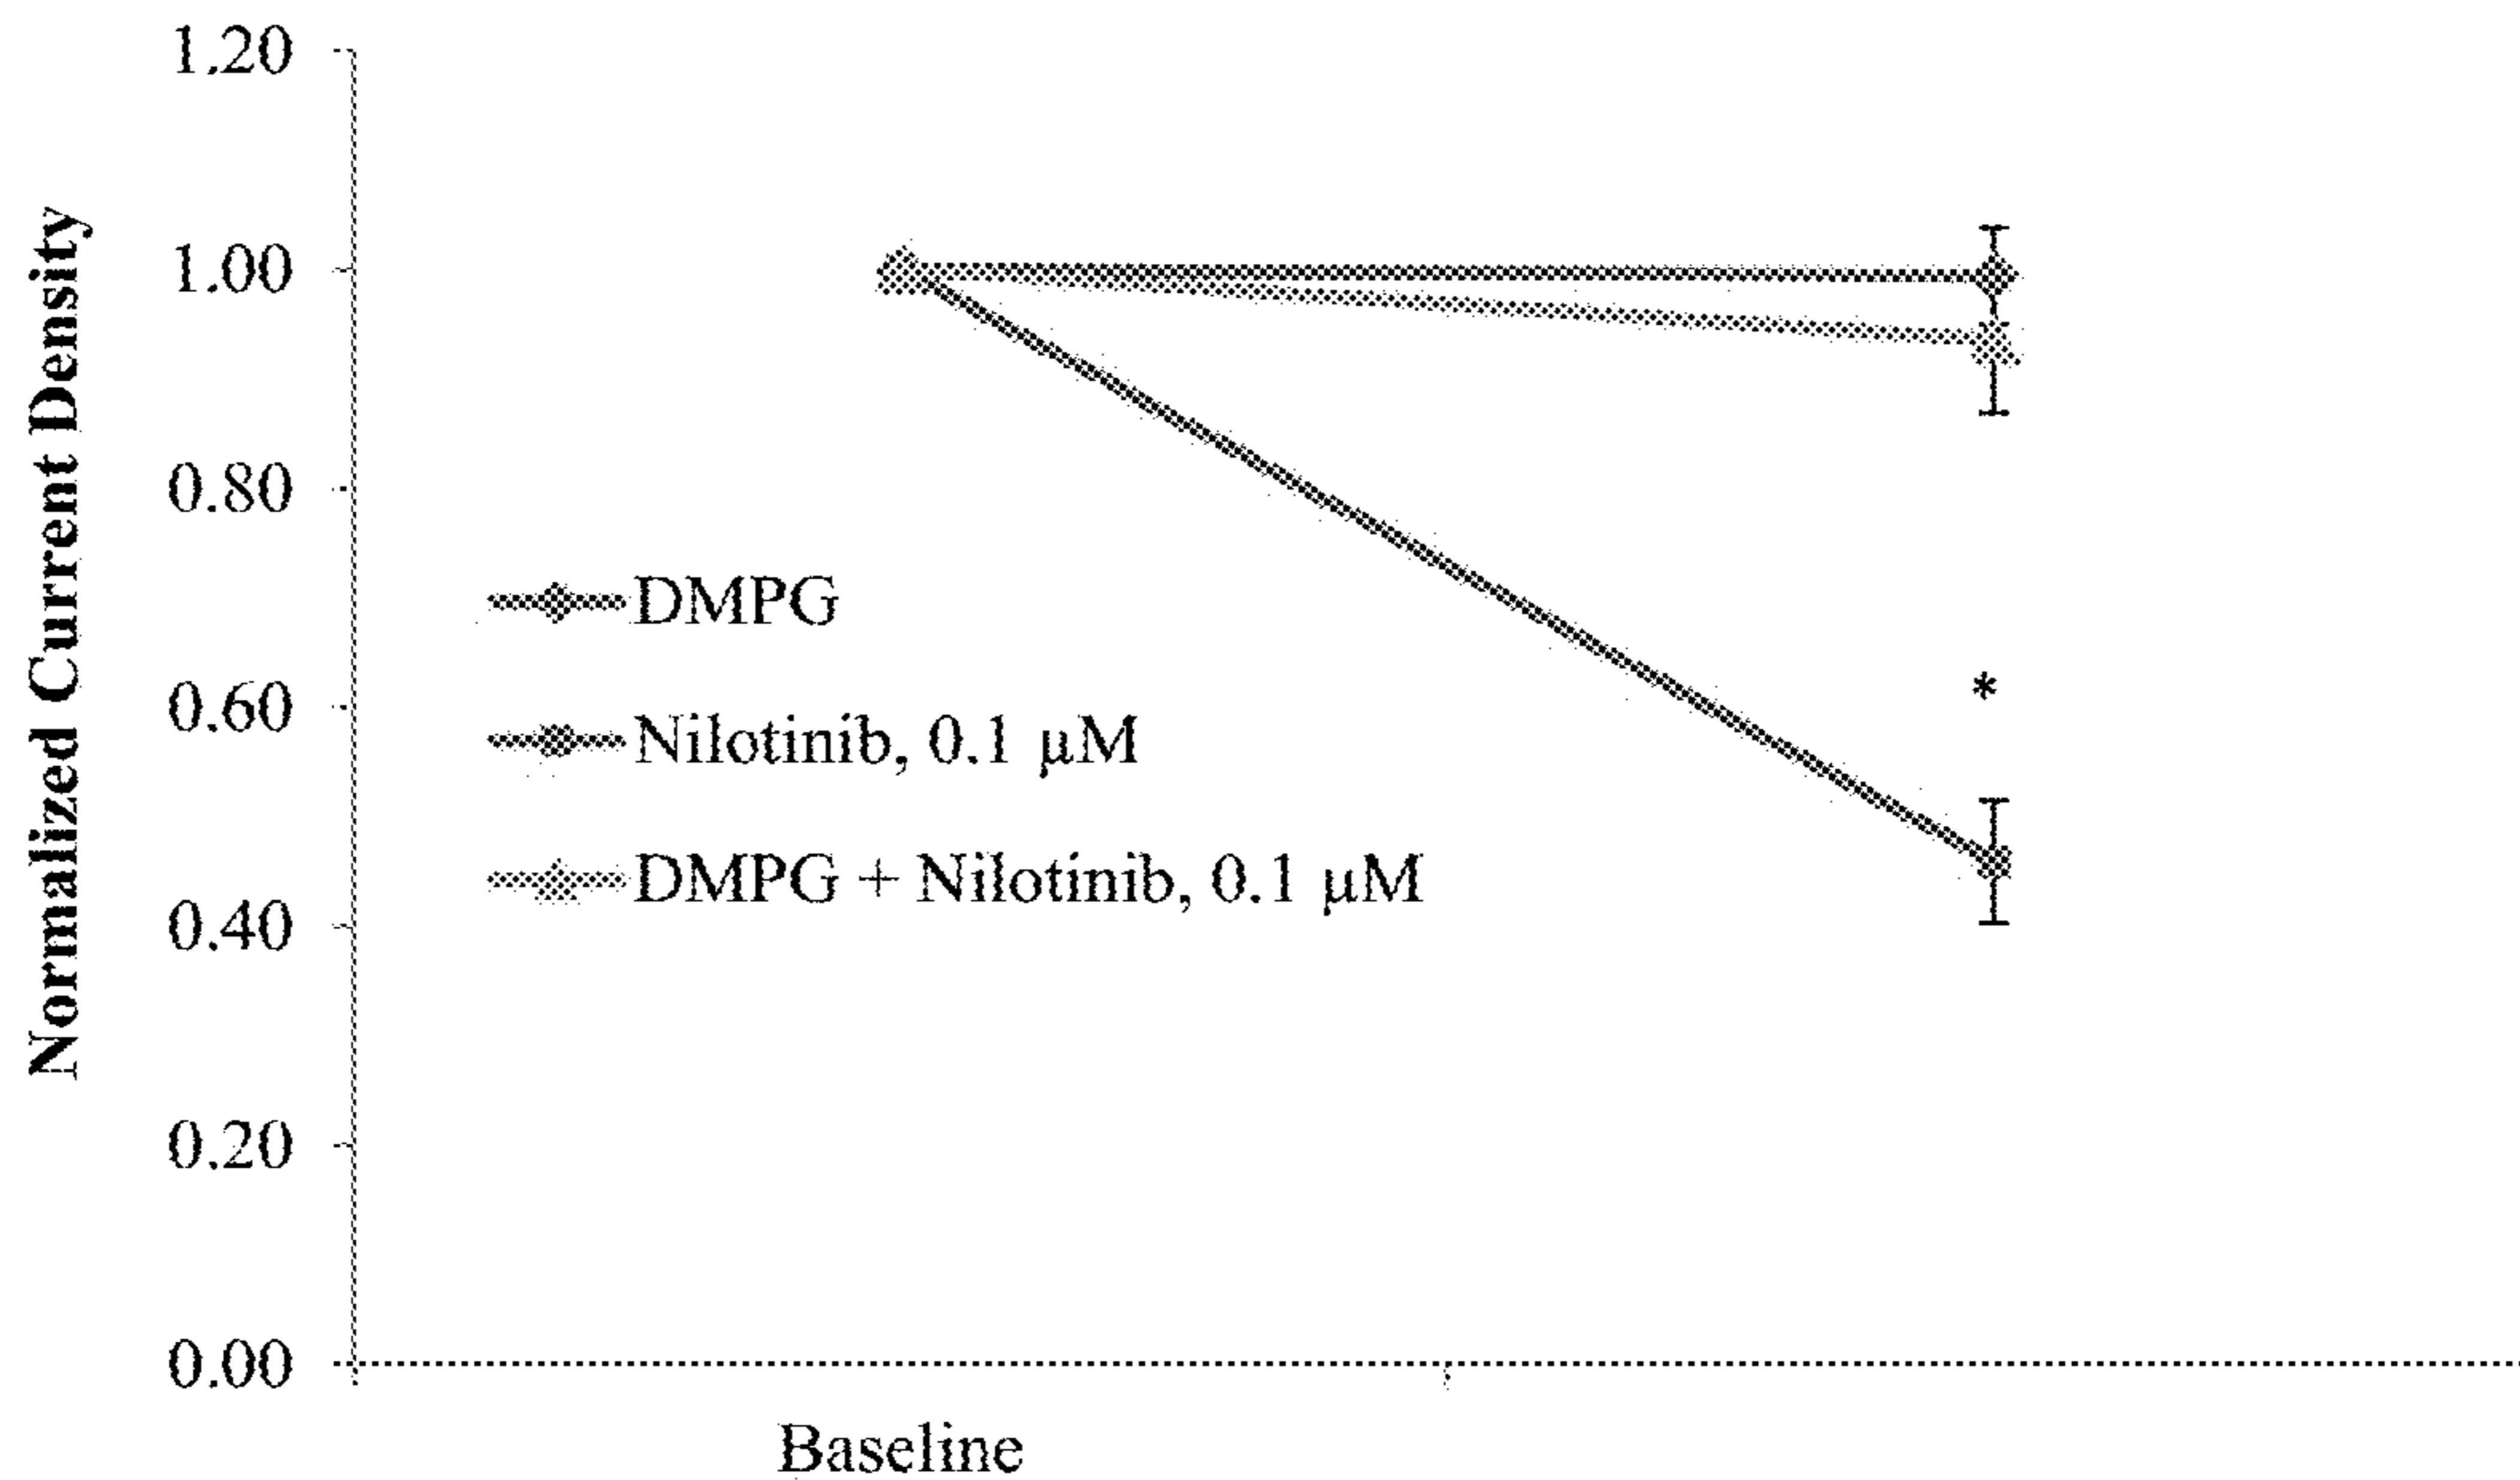 Normalized Current Density
1.20
1.00
0.80
0.60
0.40
0.20
0.00
DMPG
Nilotinib, 0.1 μM
DMPG + Nilotinib, 0.1 μM
*
Baseline